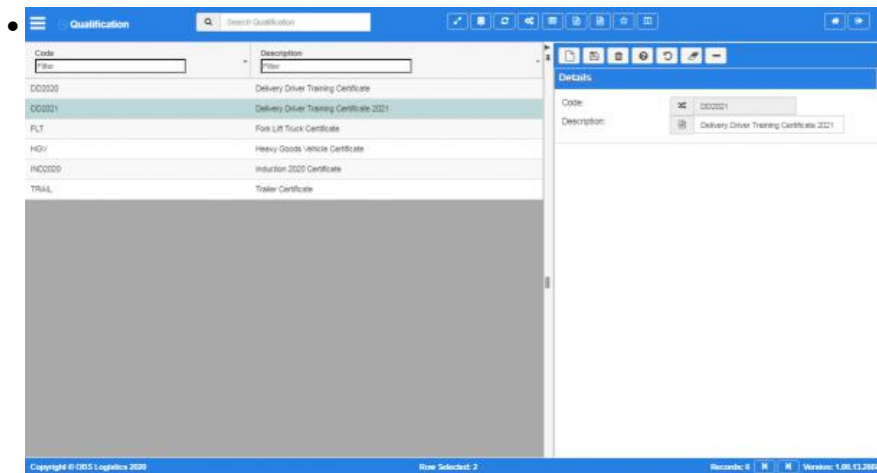 Qualification
Search Qualification
Code
Filter
Description
Filter
DD2020 Delivery Driver Training Certificate
DD2021 Delivery Driver Training Certificate 2021
FLT Fork Lift Truck Certificate
HGV Heavy Goods Vehicle Certificate
IND2020 Induction 2020 Certificate
TRAIL Trailer Certificate
Details
Code: DD2021
Description: Delivery Driver Training Certificate 2021
Copyright © OBS Logistics 2020 Row Selected: 2 Records: 6 Version: